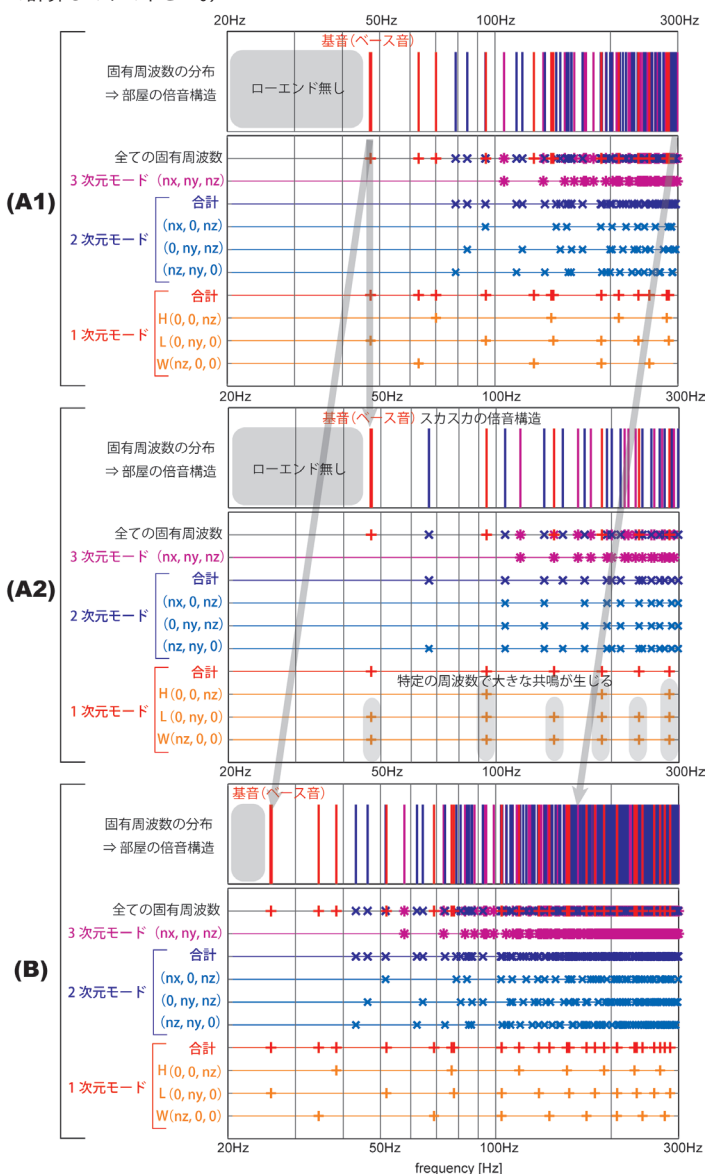 20Hz 50Hz 100Hz 300Hz
基音(ベース音)
固有周波数の分布
⇒ 部屋の倍音構造
ローエンド無し
全ての固有周波数
3 次元モード (nx, ny, nz)
(A1)
合計
(nx, 0, nz)
2 次元モード
(0, ny, nz)
(nz, ny, 0)
合計
H(0, 0, nz)
1 次元モード
L (0, ny, 0)
W(nz, 0, 0)
20Hz 50Hz 100Hz 300Hz
基音(ベース音) スカスカの倍音構造
固有周波数の分布
⇒ 部屋の倍音構造
ローエンド無し
全ての固有周波数
3 次元モード (nx, ny, nz)
(A2)
合計
(nx, 0, nz)
2 次元モード
(0, ny, nz)
(nz, ny, 0)
合計
特定の周波数で大きな共鳴が生じる
H(0, 0, nz)
1 次元モード
L (0, ny, 0)
W(nz, 0, 0)
20Hz 50Hz 100Hz 300Hz
基音(ベース音)
固有周波数の分布
⇒ 部屋の倍音構造
全ての固有周波数
3 次元モード (nx, ny, nz)
(B)
合計
(nx, 0, nz)
2 次元モード
(0, ny, nz)
(nz, ny, 0)
合計
H(0, 0, nz)
1 次元モード
L (0, ny, 0)
W(nz, 0, 0)
20Hz 50Hz 100Hz 300Hz
frequency [Hz]